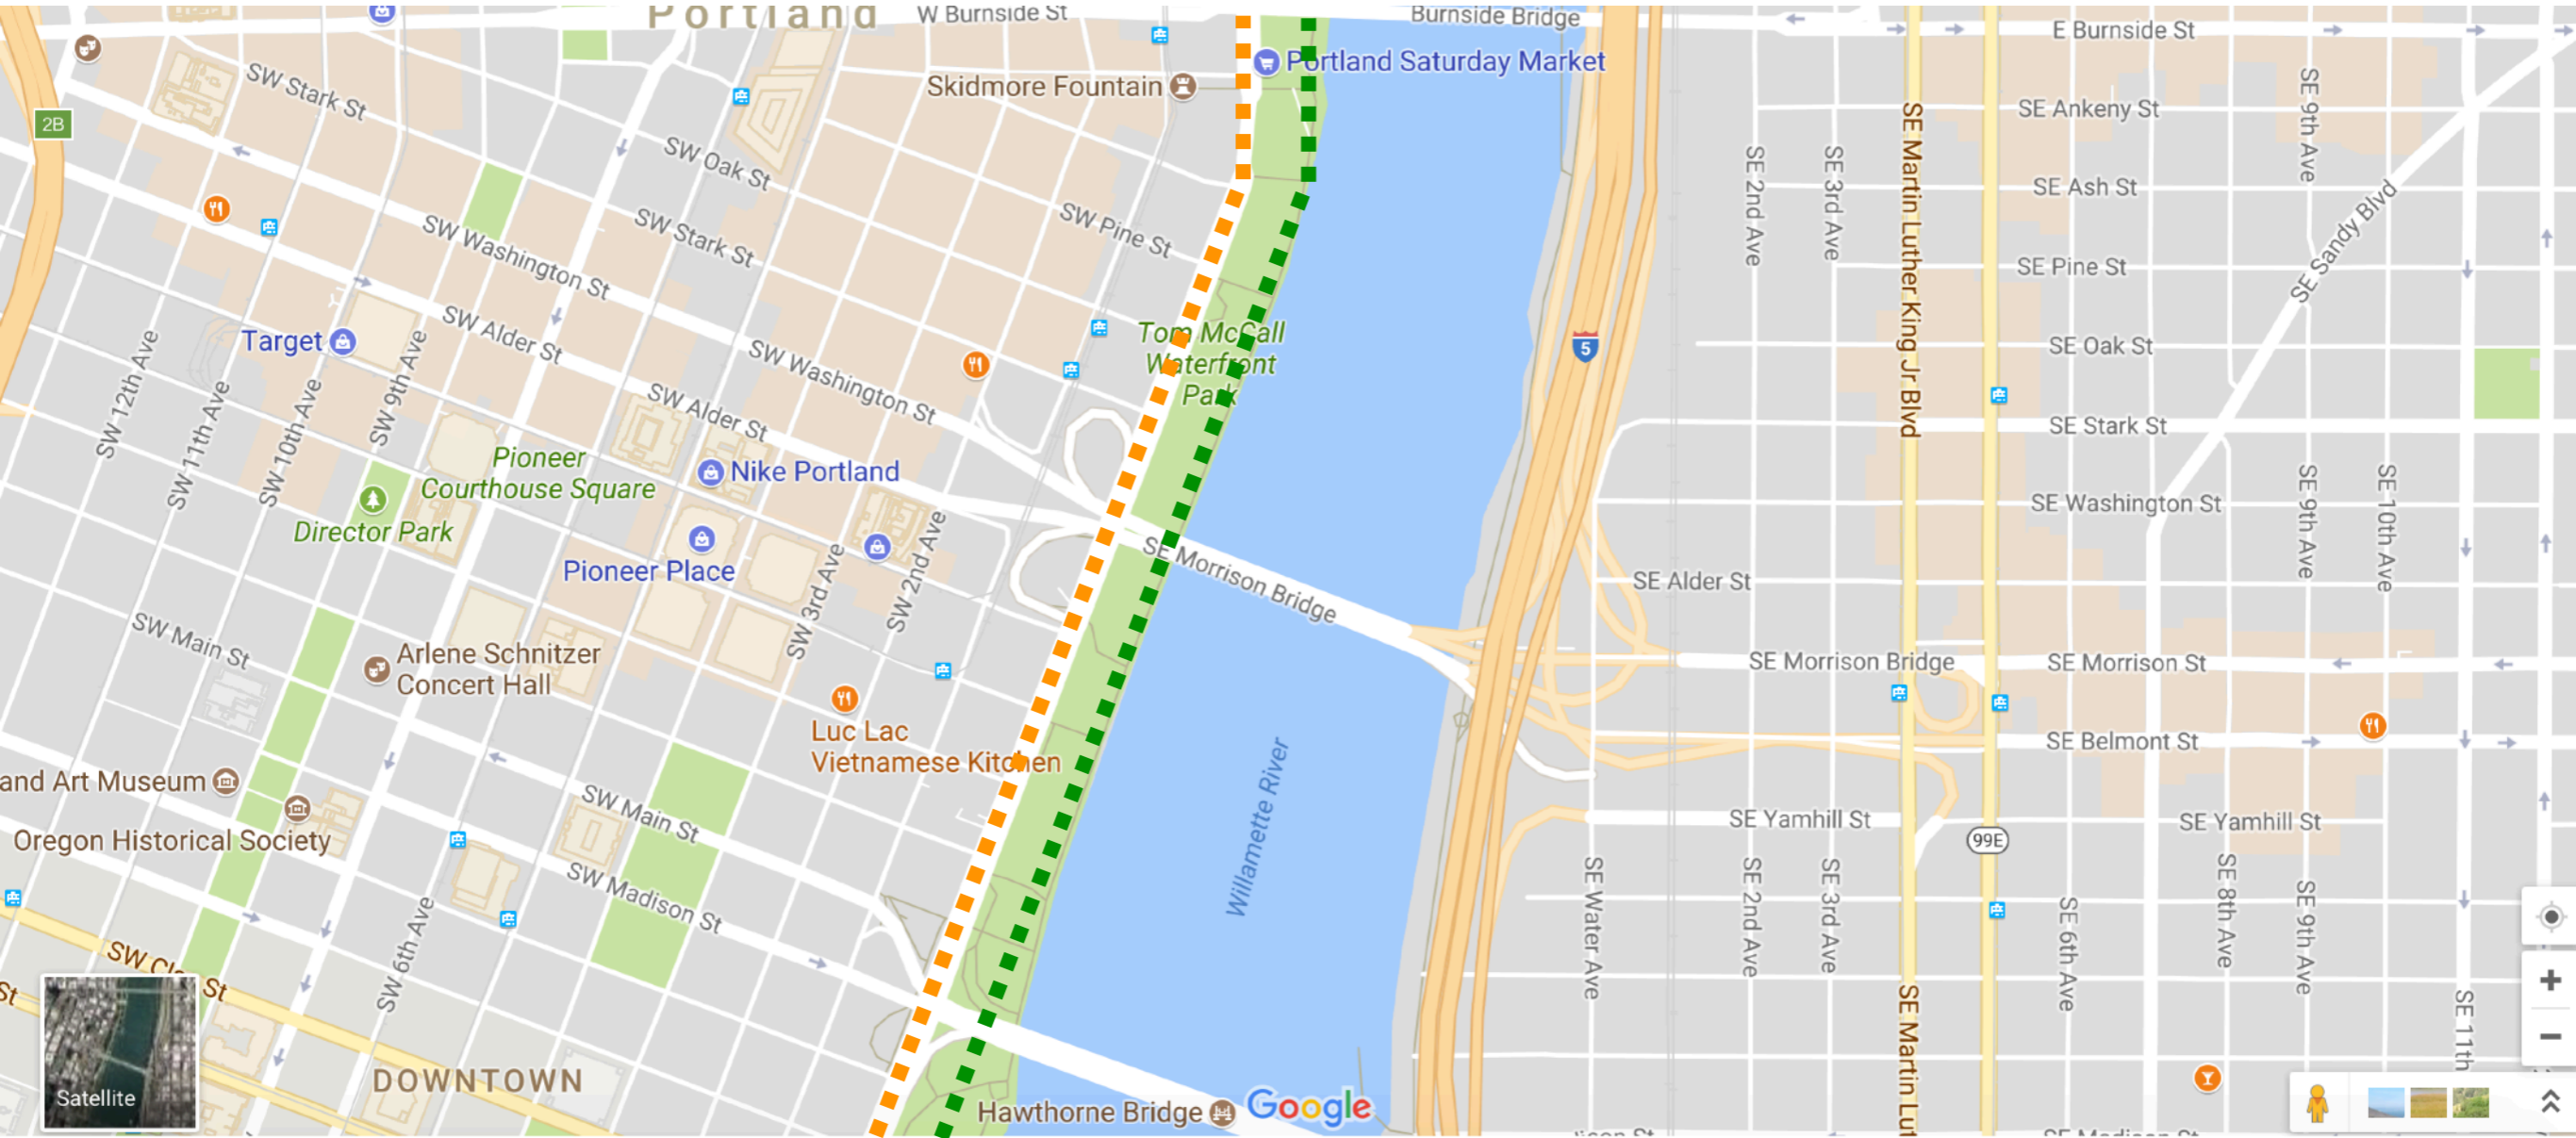 Portland
W Burnside St
Burnside Bridge
E Burnside St
Portland Saturday Market
Skidmore Fountain
SW Stark St
2B
SW Oak St
SE Ankeny St
SE 9th Ave
SE 2nd Ave
SE 3rd Ave
SE Martin Luther King Jr Blvd
SE Ash St
SE Sandy Blvd
SW Washington St
SW Stark St
SW Pine St
SE Pine St
Target
SW Alder St
SW Washington St
Tom McCall
Waterfront
Park
5
SE Oak St
SW 12th Ave
SW 11th Ave
SW 10th Ave
SW 9th Ave
SW Alder St
SE Stark St
Pioneer
Courthouse Square
Nike Portland
Director Park
SE Washington St
SE 9th Ave
SE 10th Ave
Pioneer Place
SW 3rd Ave
SW 2nd Ave
SE Morrison Bridge
SE Alder St
SW Main St
Arlene Schnitzer
Concert Hall
SE Morrison Bridge
SE Morrison St
Luc Lac
Vietnamese Kitchen
SE Belmont St
and Art Museum
Oregon Historical Society
SW Main St
Willamette River
SE Yamhill St
99E
SE Yamhill St
SW Madison St
SE Water Ave
SE 2nd Ave
SE 3rd Ave
SE 6th Ave
SE 8th Ave
SE 9th Ave
SW 6th Ave
St
SE Martin Lut
SE 11th
Satellite
DOWNTOWN
Hawthorne Bridge
Google